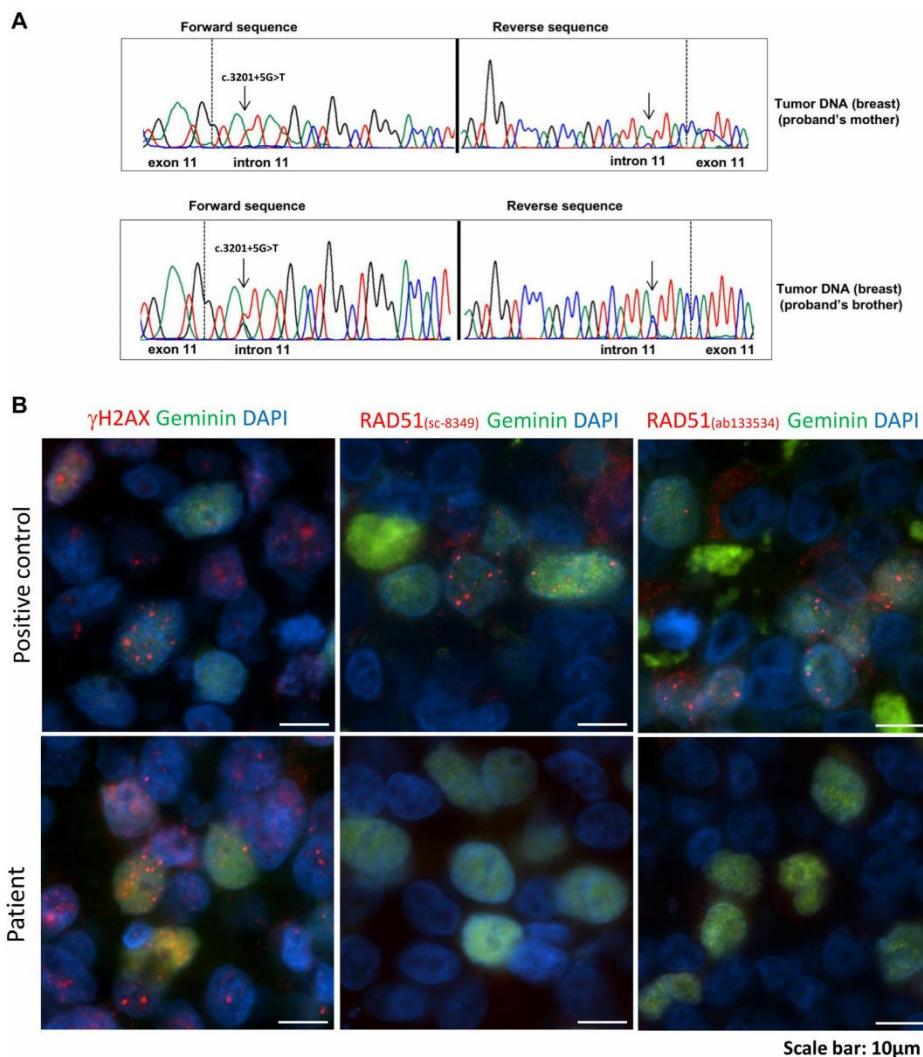 A
Forward sequence
Reverse sequence
c.3201+5G>T
Tumor DNA (breast)
(proband's mother)
exon 11
intron 11
intron 11
exon 11
Forward sequence
Reverse sequence
c.3201+5G>T
Tumor DNA (breast)
(proband's brother)
exon 11
intron 11
intron 11
exon 11
B
γH2AX Geminin DAPI
RAD51(sc-8349) Geminin DAPI
RAD51(ab133534) Geminin DAPI
Positive control
Patient
Scale bar: 10μm